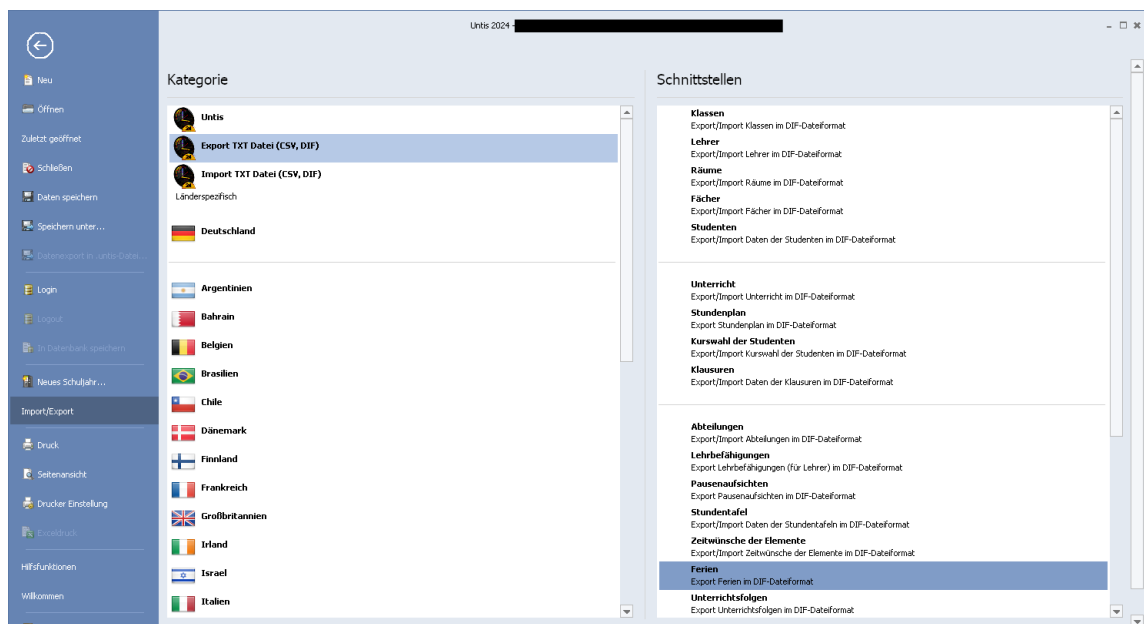 Untis 2024 -
Neu
Öffnen
Zuletzt geöffnet
Schließen
Daten speichern
Speichern unter...
Datenexport in .untis-Datei...
Login
Logout
In Datenbank speichern
Neues Schuljahr...
Import/Export
Druck
Seitenansicht
Drucker Einstellung
Exceldruck
Hilfsfunktionen
Willkommen
Kategorie
Untis
Export TXT Datei (CSV, DIF)
Import TXT Datei (CSV, DIF)
Länderspezifisch
Deutschland
Argentinien
Bahrain
Belgien
Brasilien
Chile
Dänemark
Finnland
Frankreich
Großbritannien
Irland
Israel
Italien
Schnittstellen
Klassen
Export/Import Klassen im DIF-Dateiformat
Lehrer
Export/Import Lehrer im DIF-Dateiformat
Räume
Export/Import Räume im DIF-Dateiformat
Fächer
Export/Import Fächer im DIF-Dateiformat
Studenten
Export/Import Daten der Studenten im DIF-Dateiformat
Unterricht
Export/Import Unterricht im DIF-Dateiformat
Stundenplan
Export Stundenplan im DIF-Dateiformat
Kurswahl der Studenten
Export/Import Kurswahl der Studenten im DIF-Dateiformat
Klausuren
Export/Import Daten der Klausuren im DIF-Dateiformat
Abteilungen
Export/Import Abteilungen im DIF-Dateiformat
Lehrbefähigungen
Export Lehrbefähigungen (für Lehrer) im DIF-Dateiformat
Pausenaufsichten
Export Pausenaufsichten im DIF-Dateiformat
Stundentafel
Export/Import Daten der Stundentafeln im DIF-Dateiformat
Zeitwünsche der Elemente
Export/Import Zeitwünsche der Elemente im DIF-Dateiformat
Ferien
Export Ferien im DIF-Dateiformat
Unterrichtsfolgen
Export Unterrichtsfolgen im DIF-Dateiformat